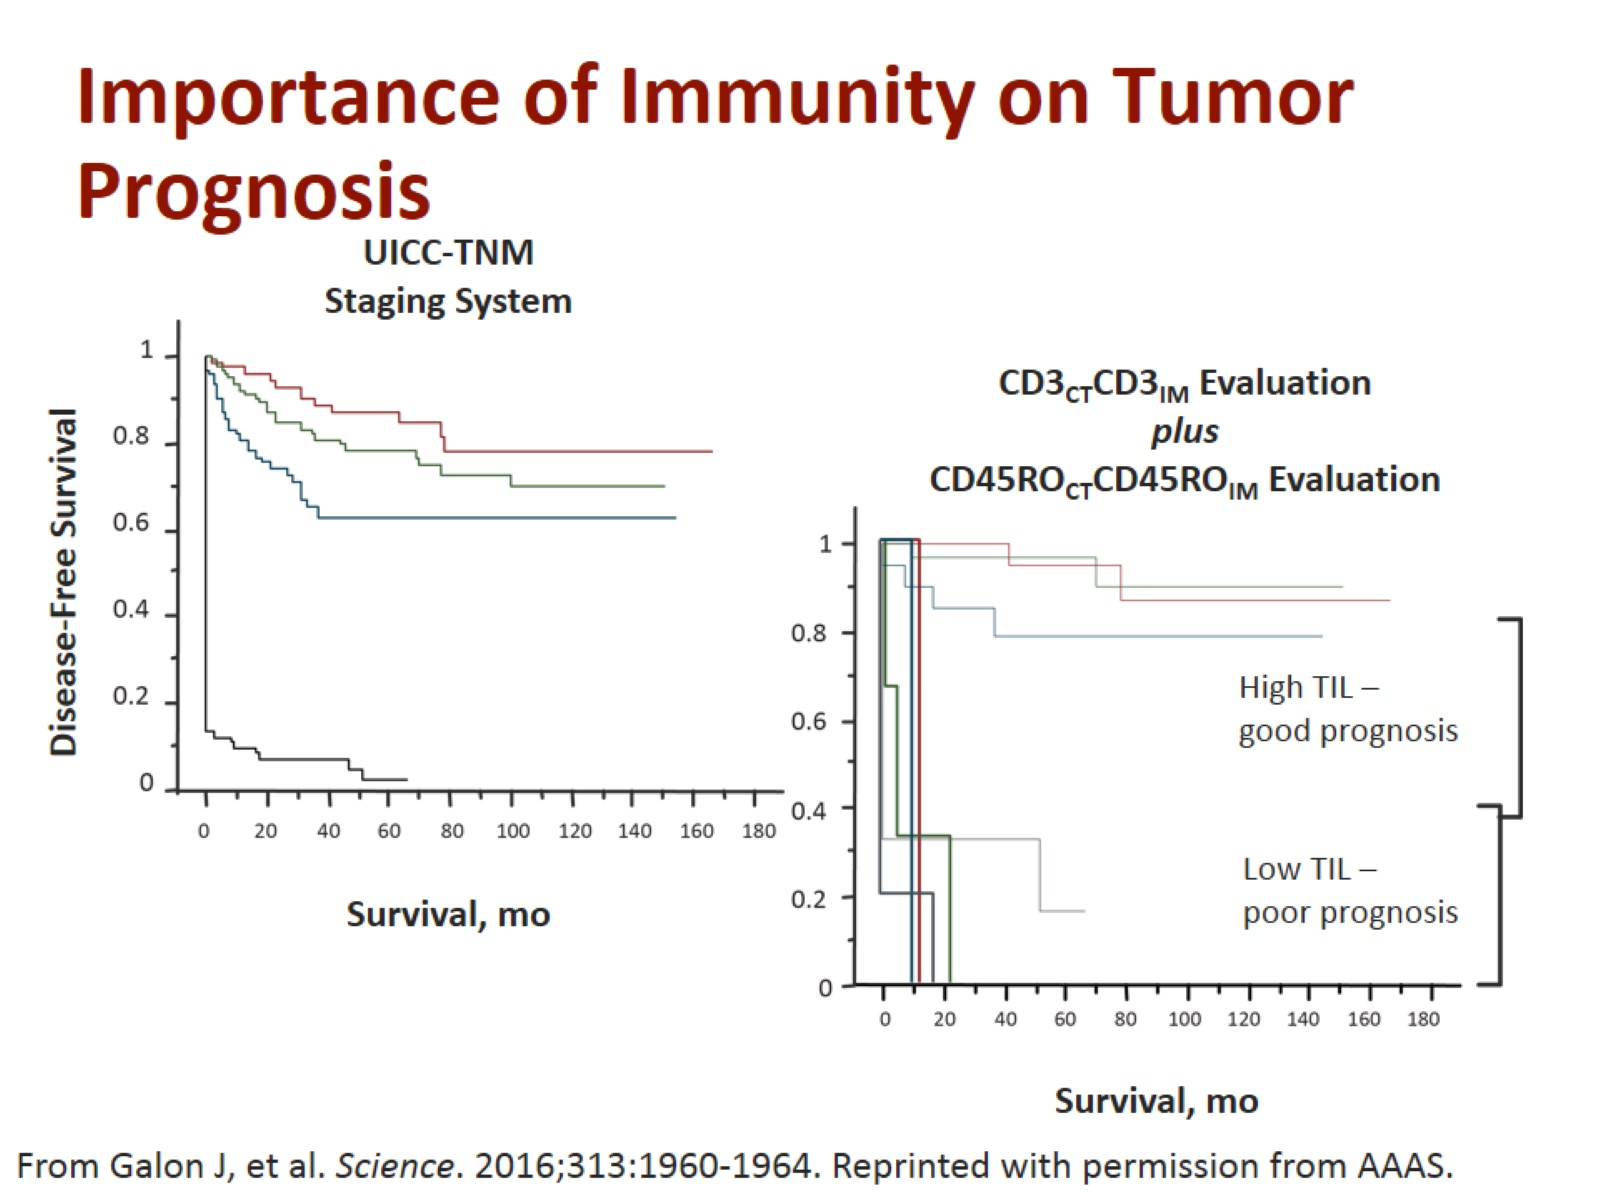 Importance of Immunity on Tumor
Prognosis
UICC-TNM
Staging System
Disease-Free Survival
1
0.8
0.6
0.4
0.2
0
0 20 40 60 80 100 120 140 160 180
Survival, mo
CD3CTCD3IM Evaluation
plus
CD45ROCTCD45ROIM Evaluation
1
0.8
0.6
0.4
0.2
0
0 20 40 60 80 100 120 140 160 180
High TIL –
good prognosis
Low TIL –
poor prognosis
Survival, mo
From Galon J, et al. Science. 2016;313:1960-1964. Reprinted with permission from AAAS.